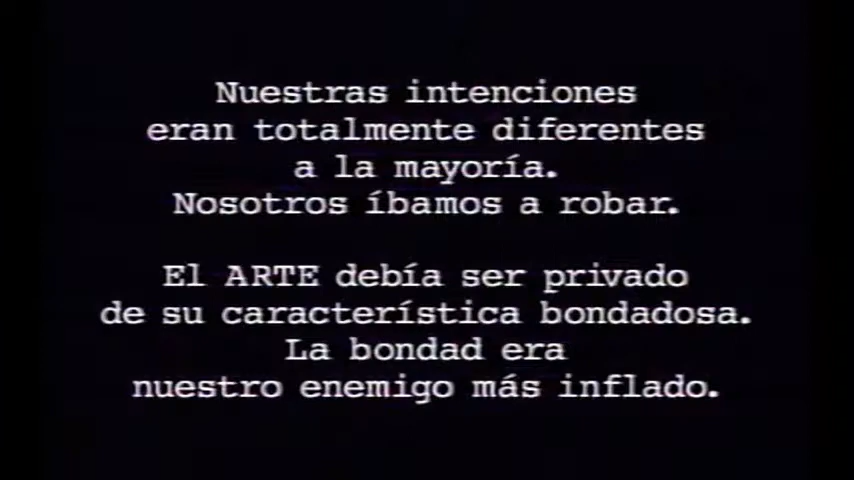 Nuestras intenciones
eran totalmente diferentes
a la mayoría.
Nosotros íbamos a robar.
El ARTE debía ser privado
de su característica bondadosa.
La bondad era
nuestro enemigo más inflado.